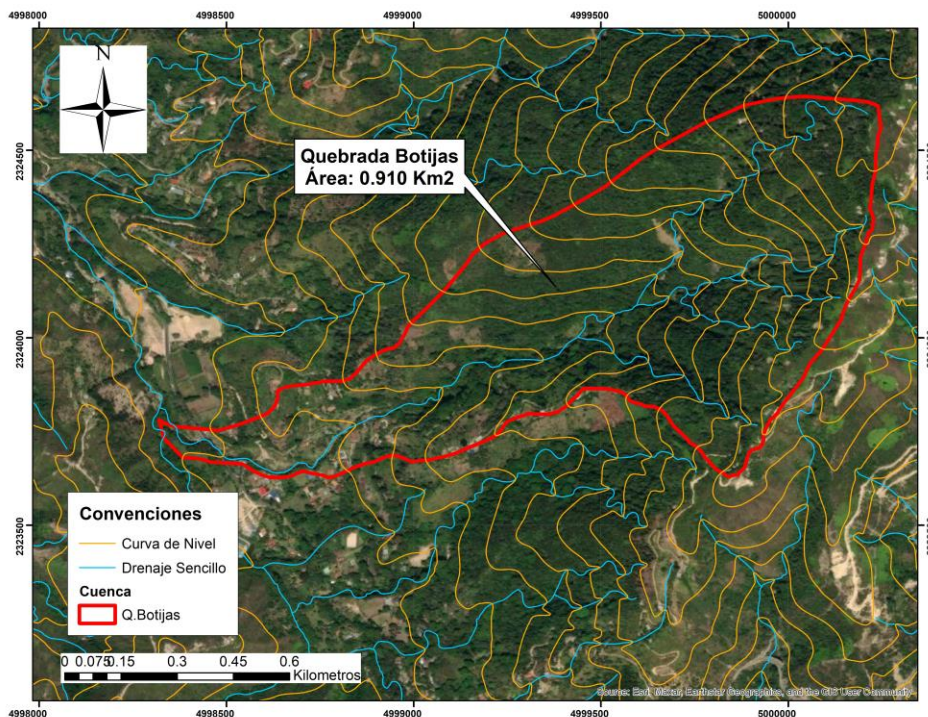 4998000 4998500 4999000 4999500 5000000
N
2324500
2324000
2323500
Quebrada Botijas
Área: 0.910 Km2
Convenciones
Curva de Nivel
Drenaje Sencillo
Cuenca
Q.Botijas
0 0.075 0.15 0.3 0.45 0.6
Kilometros
Source: Esri, Maxar, Earthstar Geographics, and the GIS User Community
4998000 4998500 4999000 4999500 5000000